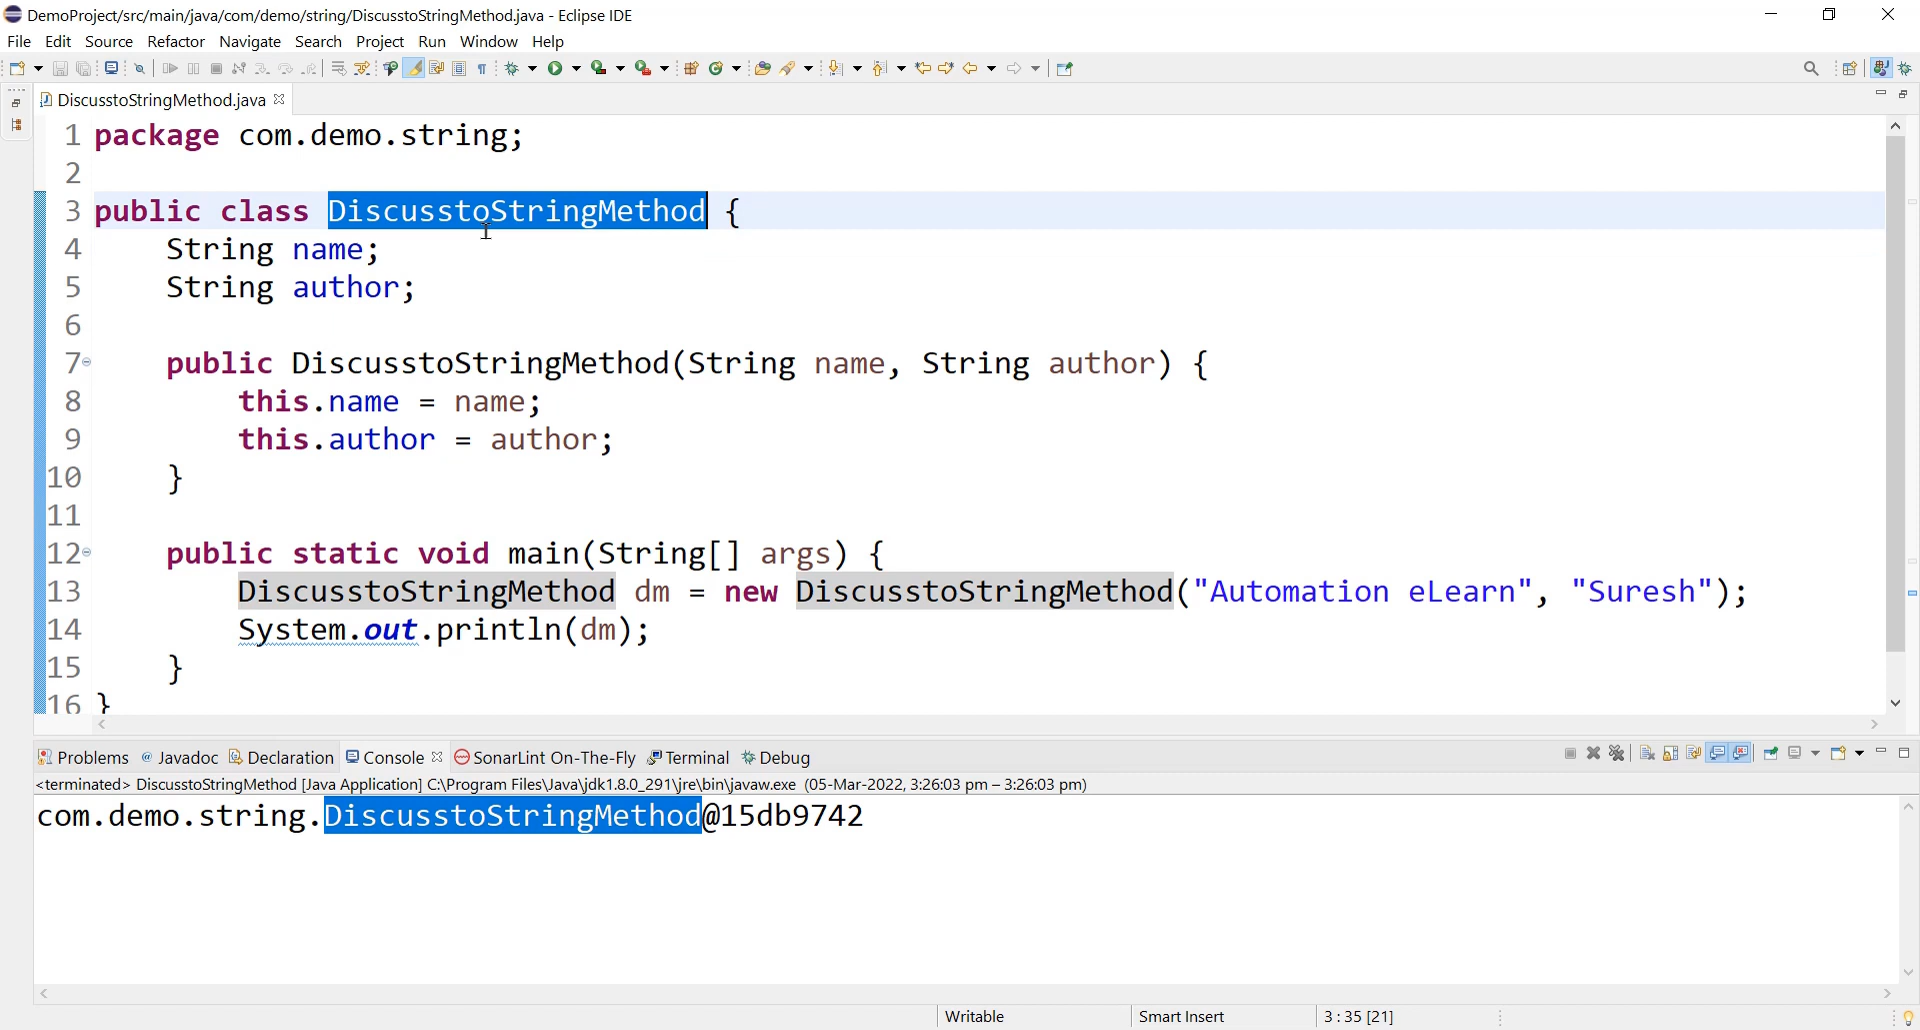 DemoProject/src/main/java/com/demo/string/DiscusstoStringMethod.java - Eclipse IDE
File Edit Source Refactor Navigate Search Project Run Window Help
DiscusstoStringMethod.java
1 package com.demo.string;
2
3 public class DiscusstoStringMethod {
4 String name;
5 String author;
6
7 public DiscusstoStringMethod(String name, String author) {
8 this.name = name;
9 this.author = author;
10 }
11
12 public static void main(String[] args) {
13 DiscusstoStringMethod dm = new DiscusstoStringMethod("Automation eLearn", "Suresh");
14 System.out.println(dm);
15 }
16 }
Problems Javadoc Declaration Console SonarLint On-The-Fly Terminal Debug
<terminated> DiscusstoStringMethod [Java Application] C:\Program Files\Java\jdk1.8.0_291\jre\bin\javaw.exe (05-Mar-2022, 3:26:03 pm – 3:26:03 pm)
com.demo.string.DiscusstoStringMethod@15db9742
Writable Smart Insert 3 : 35 [21]